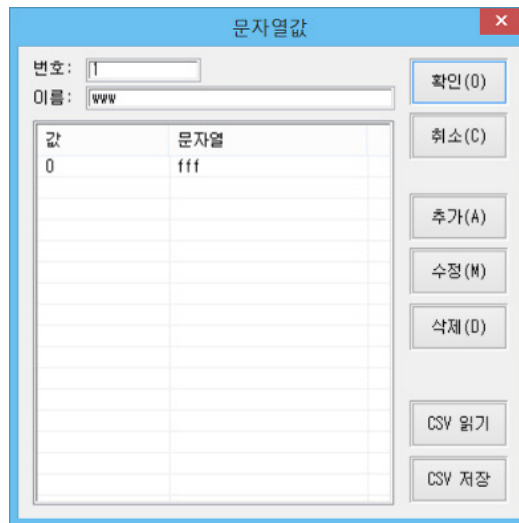 문자열값
번호: 1
이름: www
확인(O)
취소(C)
값 문자열
0 fff
추가(A)
수정(M)
삭제(D)
CSV 읽기
CSV 저장